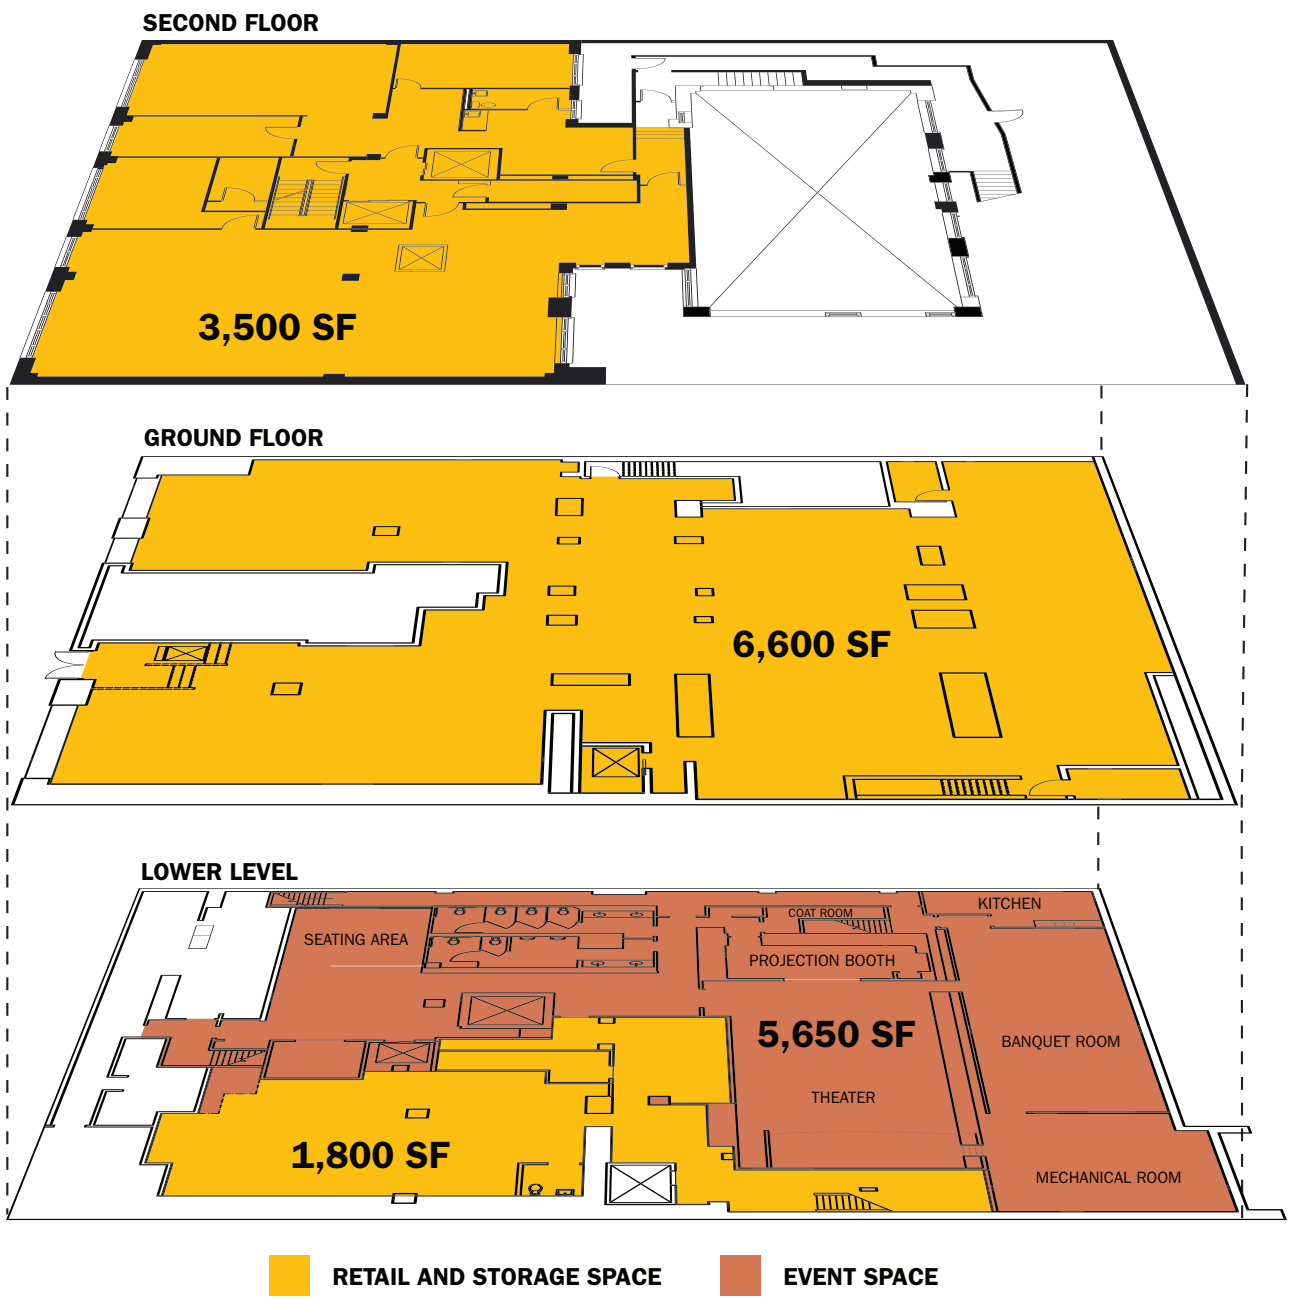 SECOND FLOOR
3,500 SF
GROUND FLOOR
6,600 SF
LOWER LEVEL
KITCHEN
COAT ROOM
SEATING AREA
PROJECTION BOOTH
5,650 SF
BANQUET ROOM
THEATER
1,800 SF
MECHANICAL ROOM
RETAIL AND STORAGE SPACE
EVENT SPACE